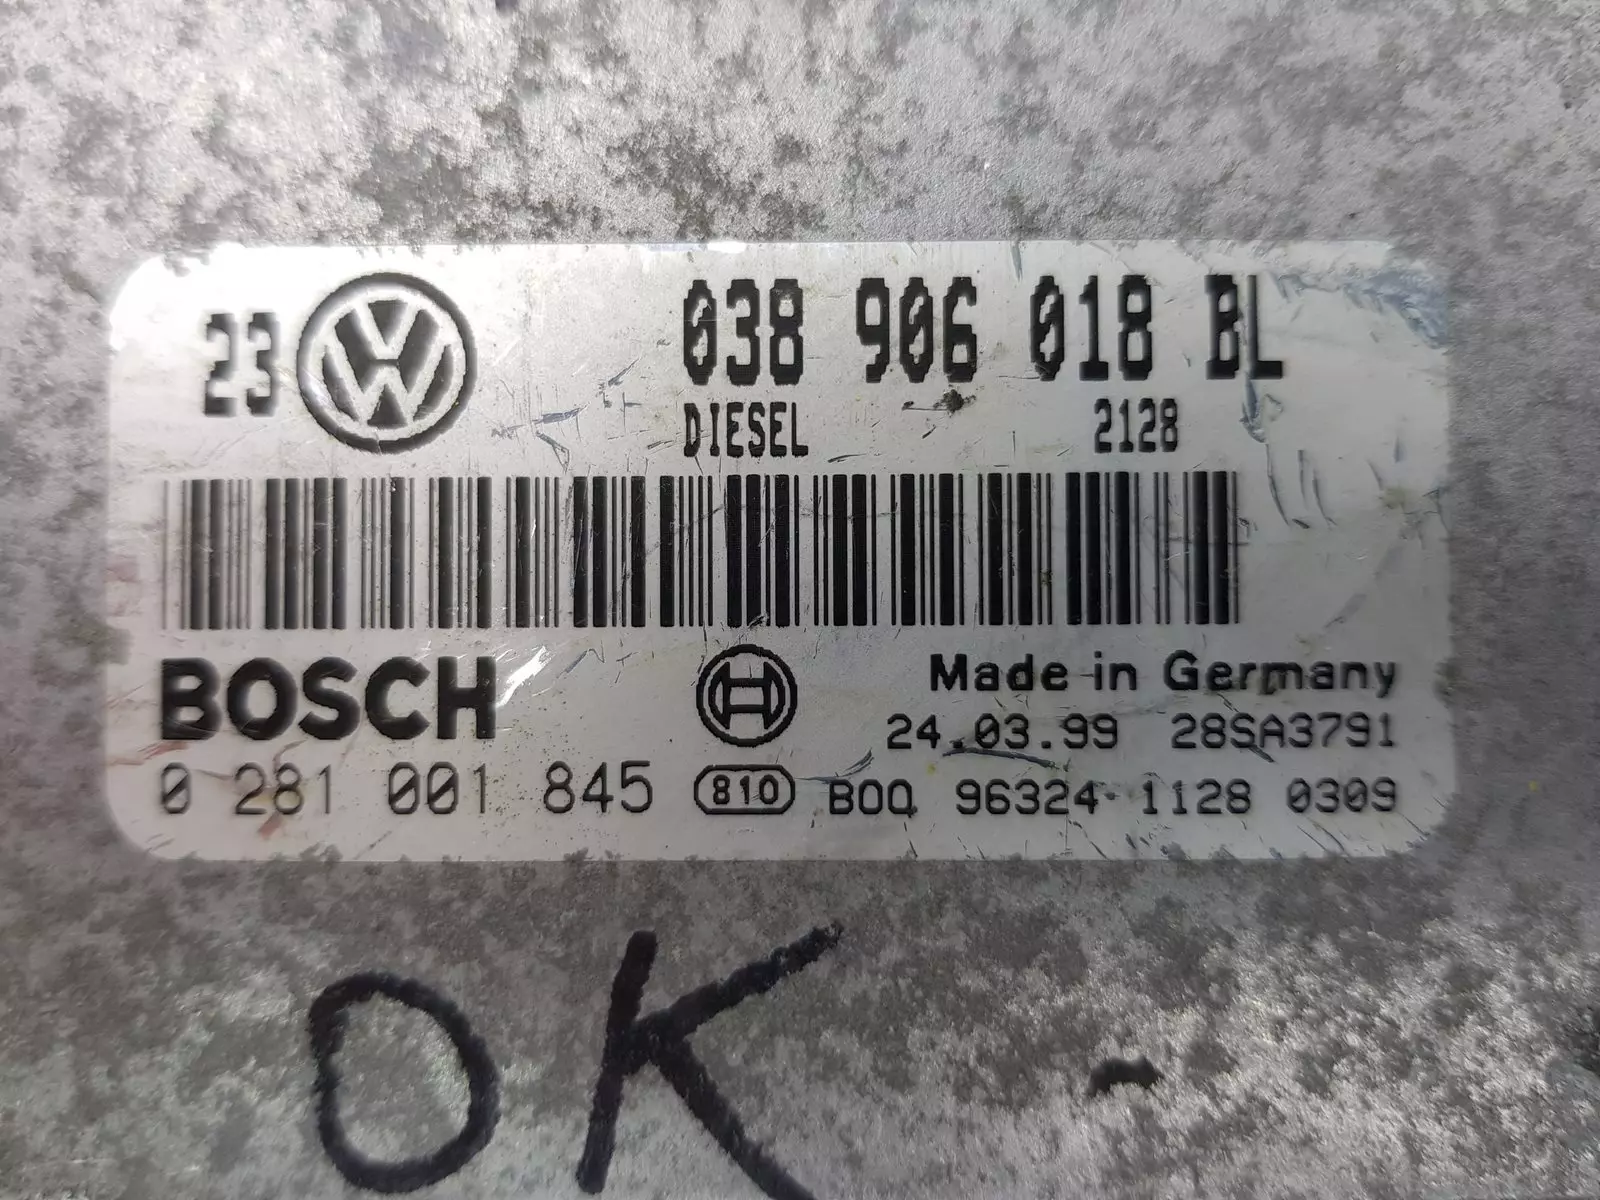 23 038 906 018 BL
DIESEL 2128
BOSCH Made in Germany
24.03.99 28SA3791
0 281 001 845 810 B0Q 96324 1128 0309
OK